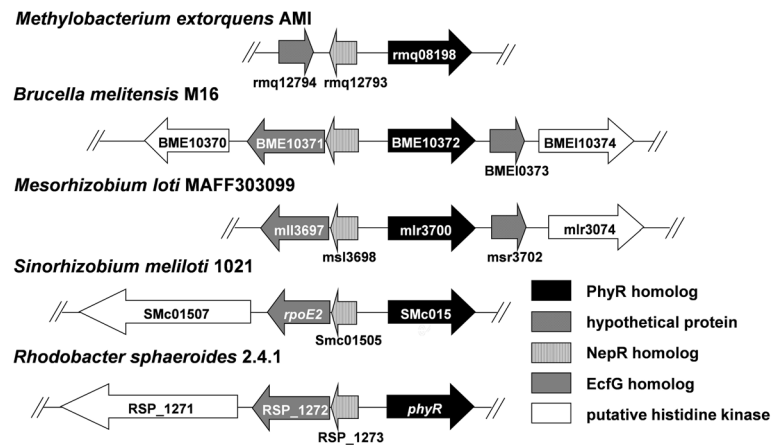 Methylobacterium extorquens AMI
rmq12794 rmq12793 rmq08198
Brucella melitensis M16
BME10370 BME10371 BME10372 BMEI0373 BMEI10374
Mesorhizobium loti MAFF303099
mll3697 msl3698 mlr3700 msr3702 mlr3074
Sinorhizobium meliloti 1021
SMc01507 rpoE2 Smc01505 SMc015
Rhodobacter sphaeroides 2.4.1
RSP_1271 RSP_1272 RSP_1273 phyR
PhyR homolog
hypothetical protein
NepR homolog
EcfG homolog
putative histidine kinase